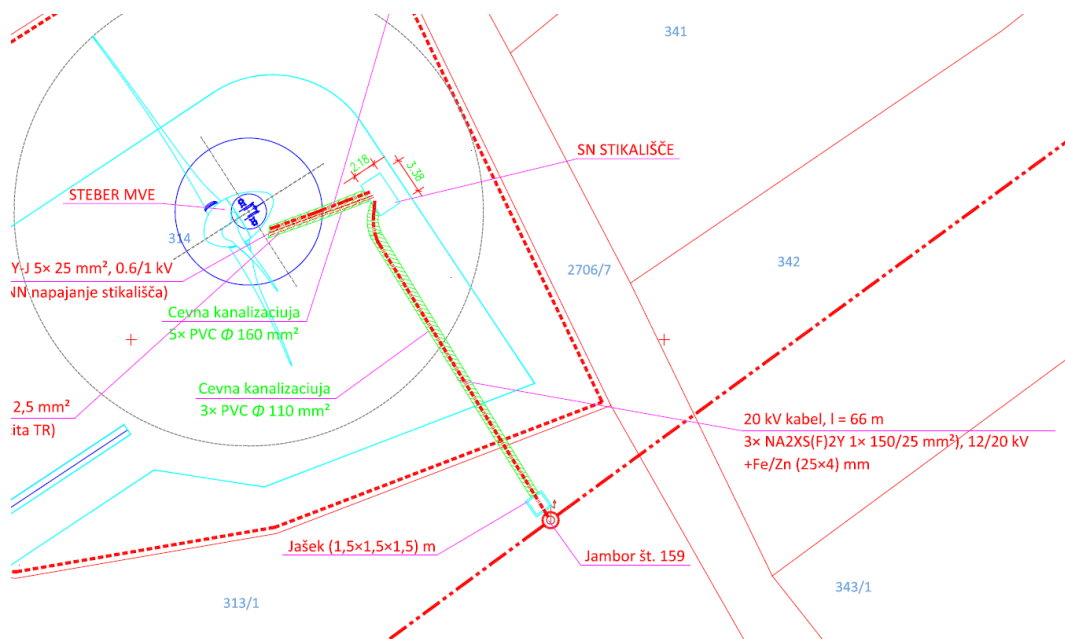 341
SN STIKALIŠČE
2.18
3.38
STEBER MVE
314
Y-J 5× 25 mm², 0.6/1 kV
NN napajanje stikališča)
2706/7
342
Cevna kanalizaciuja
5× PVC Φ 160 mm²
Cevna kanalizaciuja
3× PVC Φ 110 mm²
2,5 mm²
cita TR)
20 kV kabel, l = 66 m
3× NA2XS(F)2Y 1× 150/25 mm²), 12/20 kV
+Fe/Zn (25×4) mm
Jašek (1,5×1,5×1,5) m
Jambor št. 159
313/1
343/1